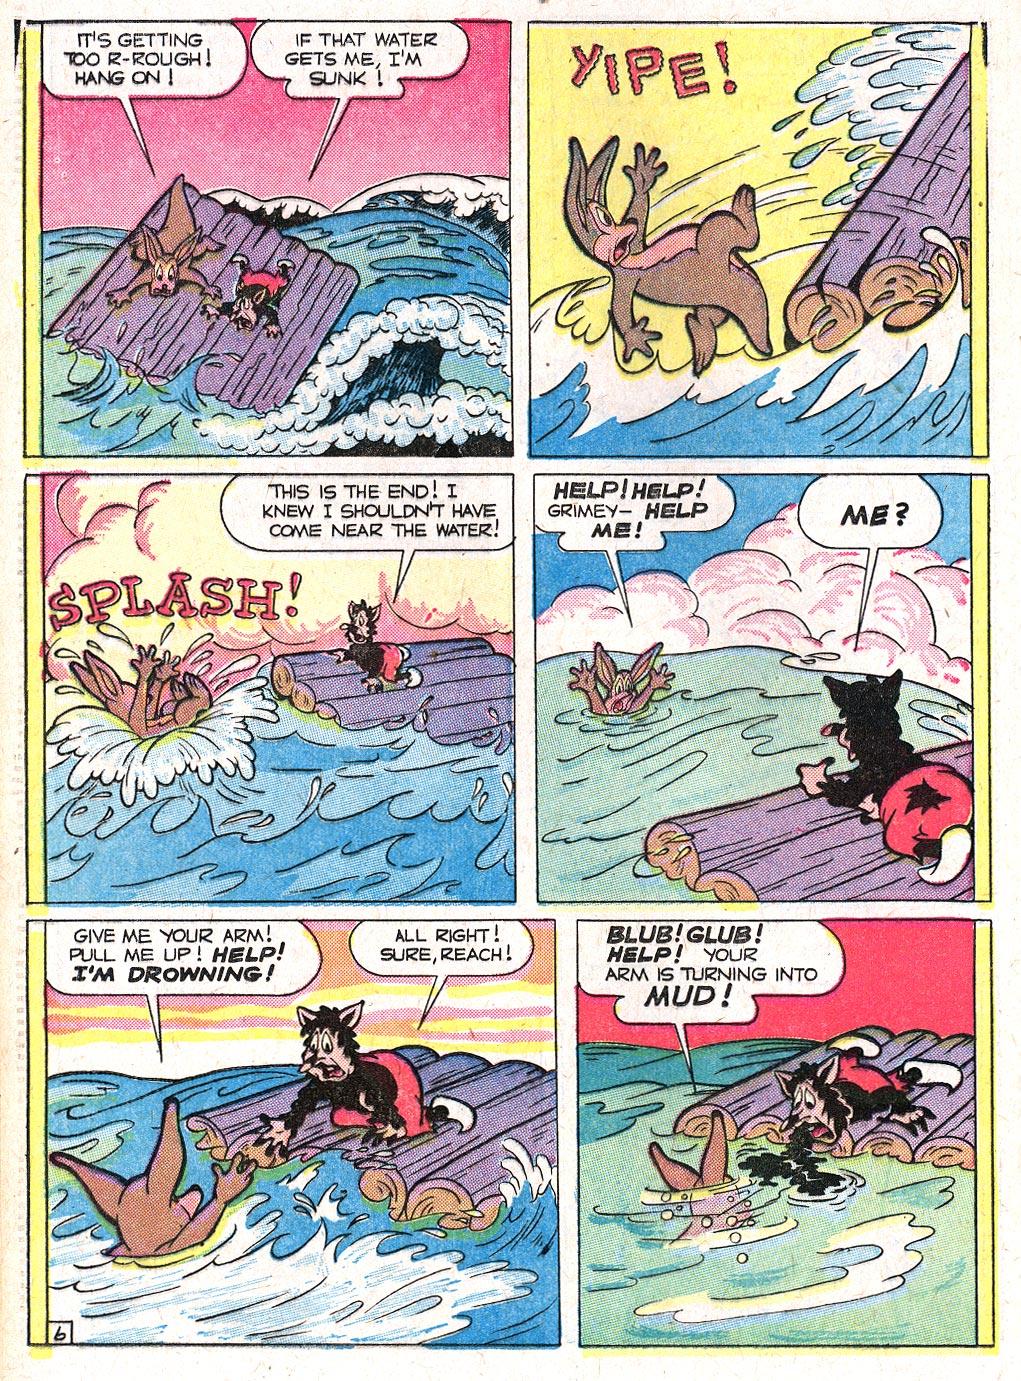 IT'S GETTING
TOO R-ROUGH!
HANG ON!
IF THAT WATER
GETS ME, I'M
SUNK!
YIPE!
THIS IS THE END! I
KNEW I SHOULDN'T HAVE
COME NEAR THE WATER!
SPLASH!
HELP! HELP!
GRIMEY— HELP
ME!
ME?
GIVE ME YOUR ARM!
PULL ME UP! HELP!
I'M DROWNING!
ALL RIGHT!
SURE, REACH!
BLUB! GLUB!
HELP! YOUR
ARM IS TURNING INTO
MUD!
6